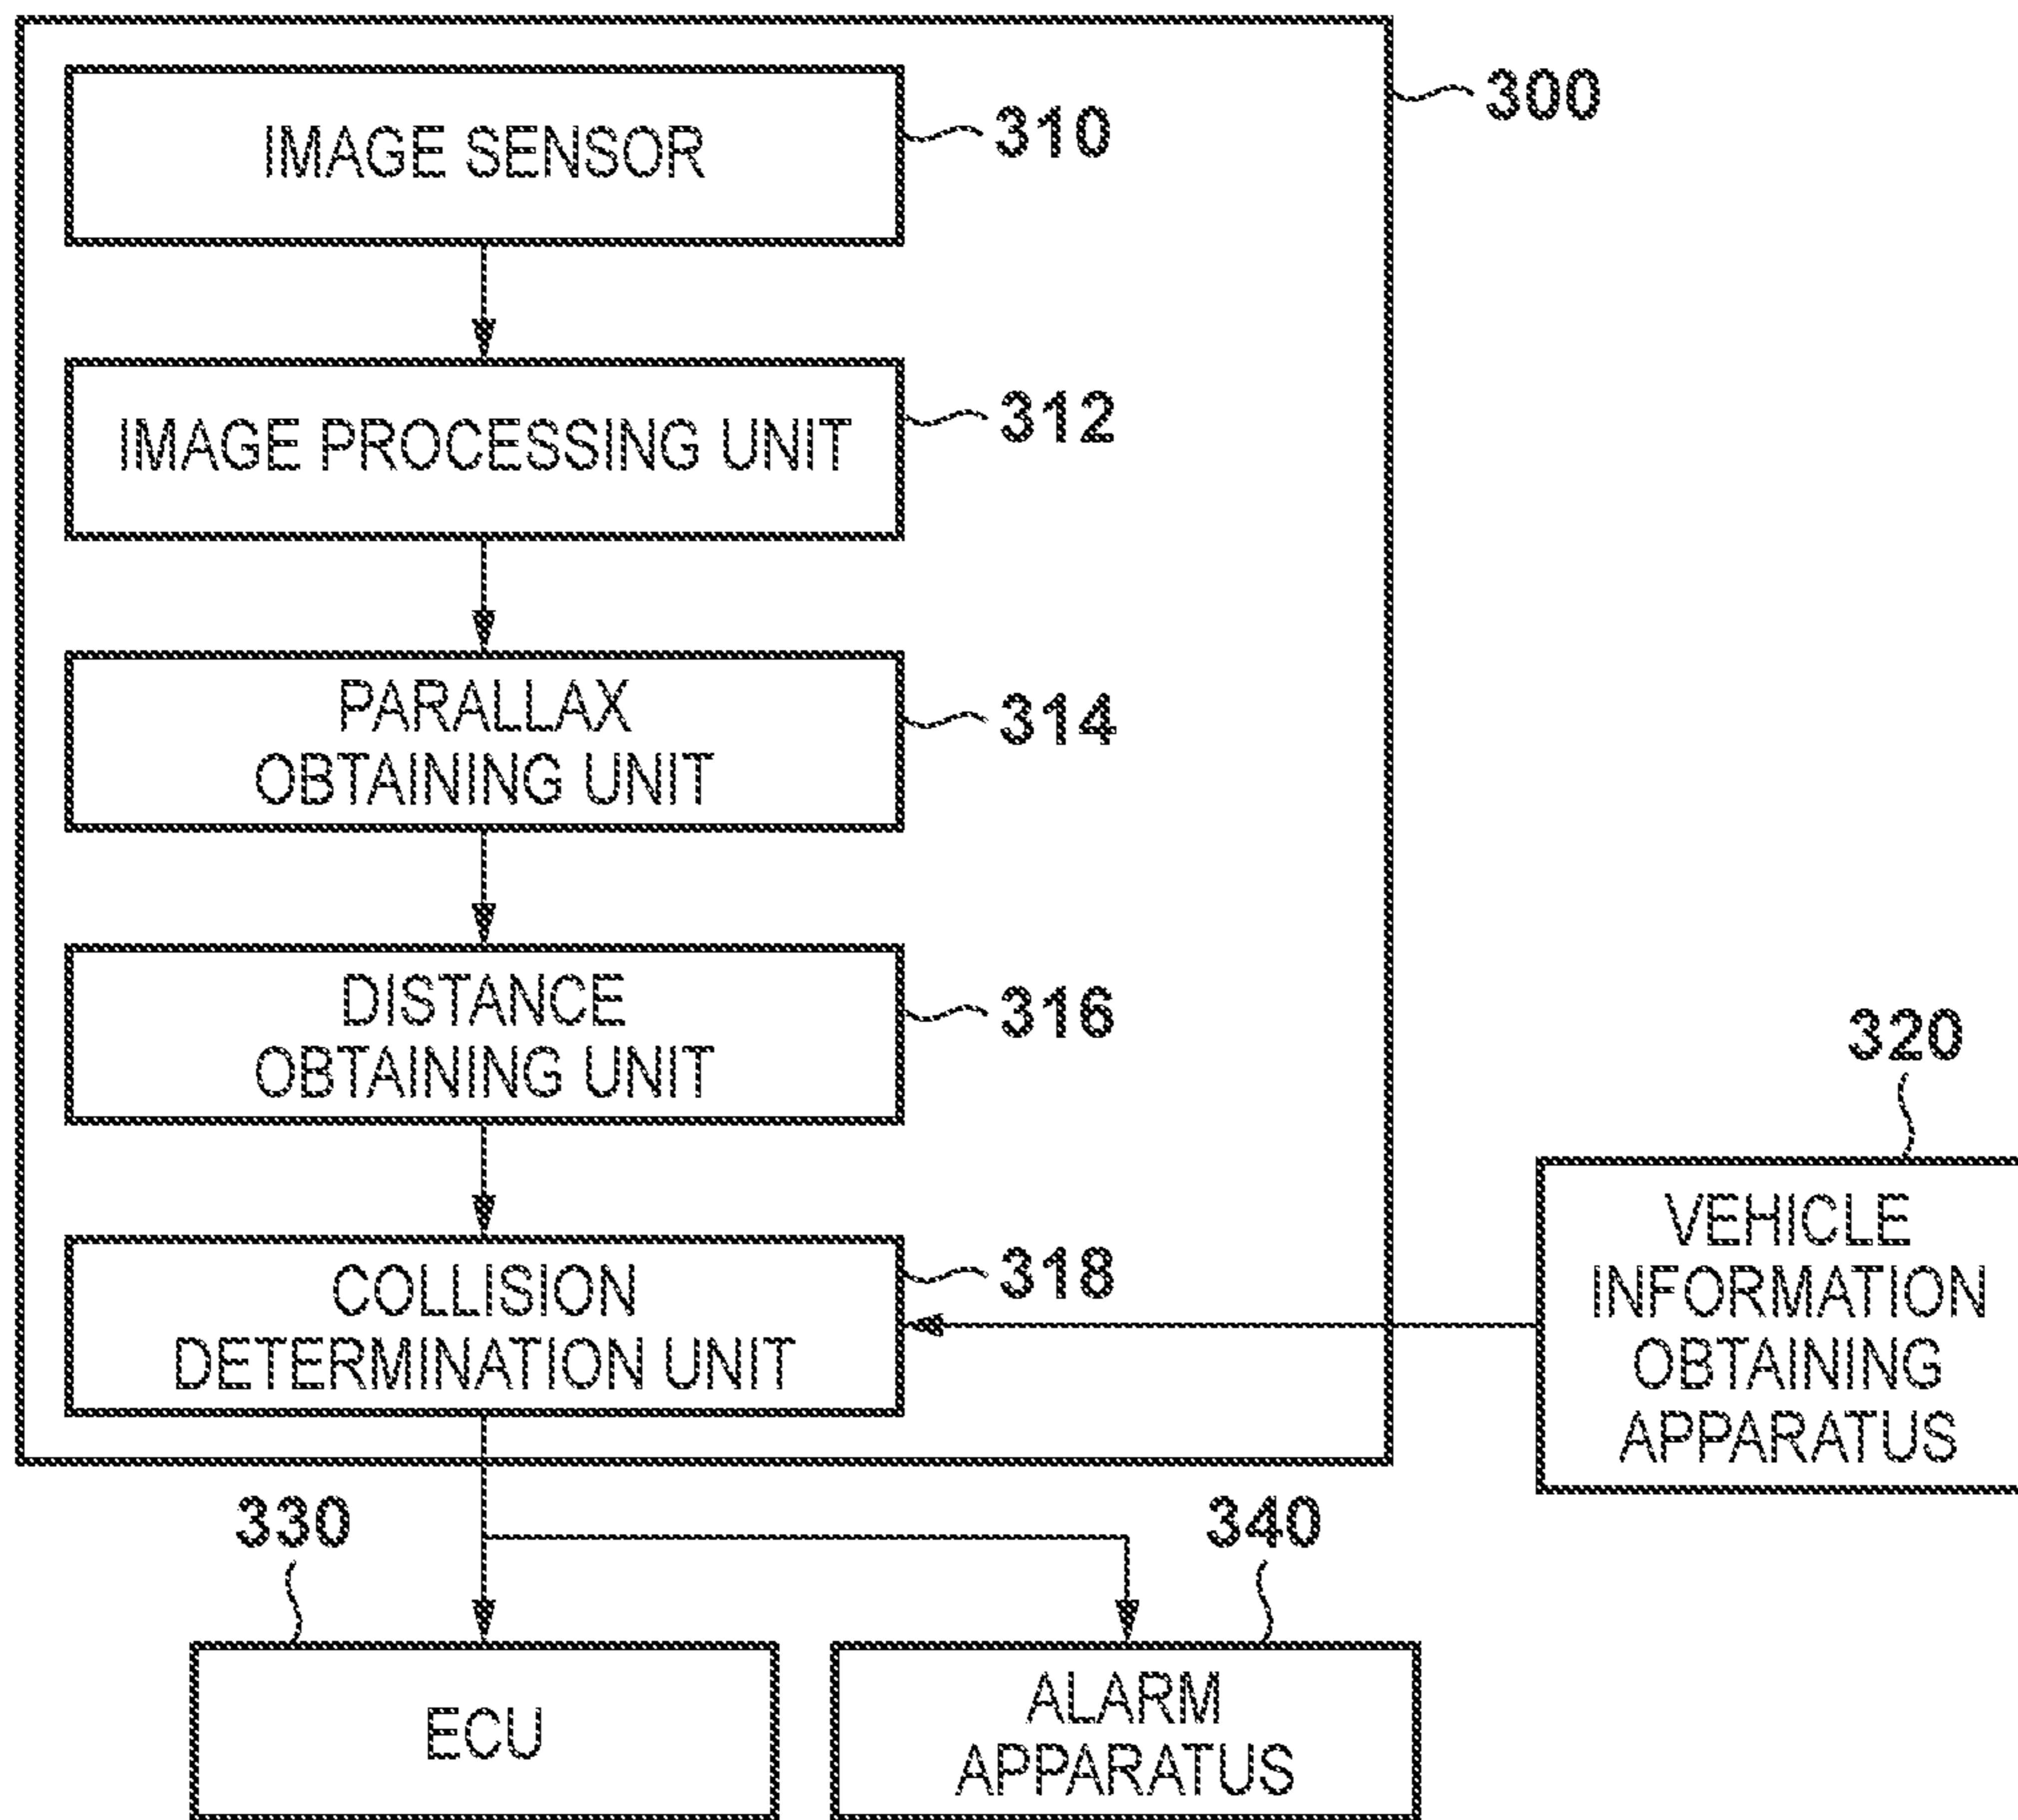 300
IMAGE SENSOR
310
IMAGE PROCESSING UNIT
312
PARALLAX
OBTAINING UNIT
314
DISTANCE
OBTAINING UNIT
316
COLLISION
DETERMINATION UNIT
318
320
VEHICLE
INFORMATION
OBTAINING
APPARATUS
330
ECU
340
ALARM
APPARATUS